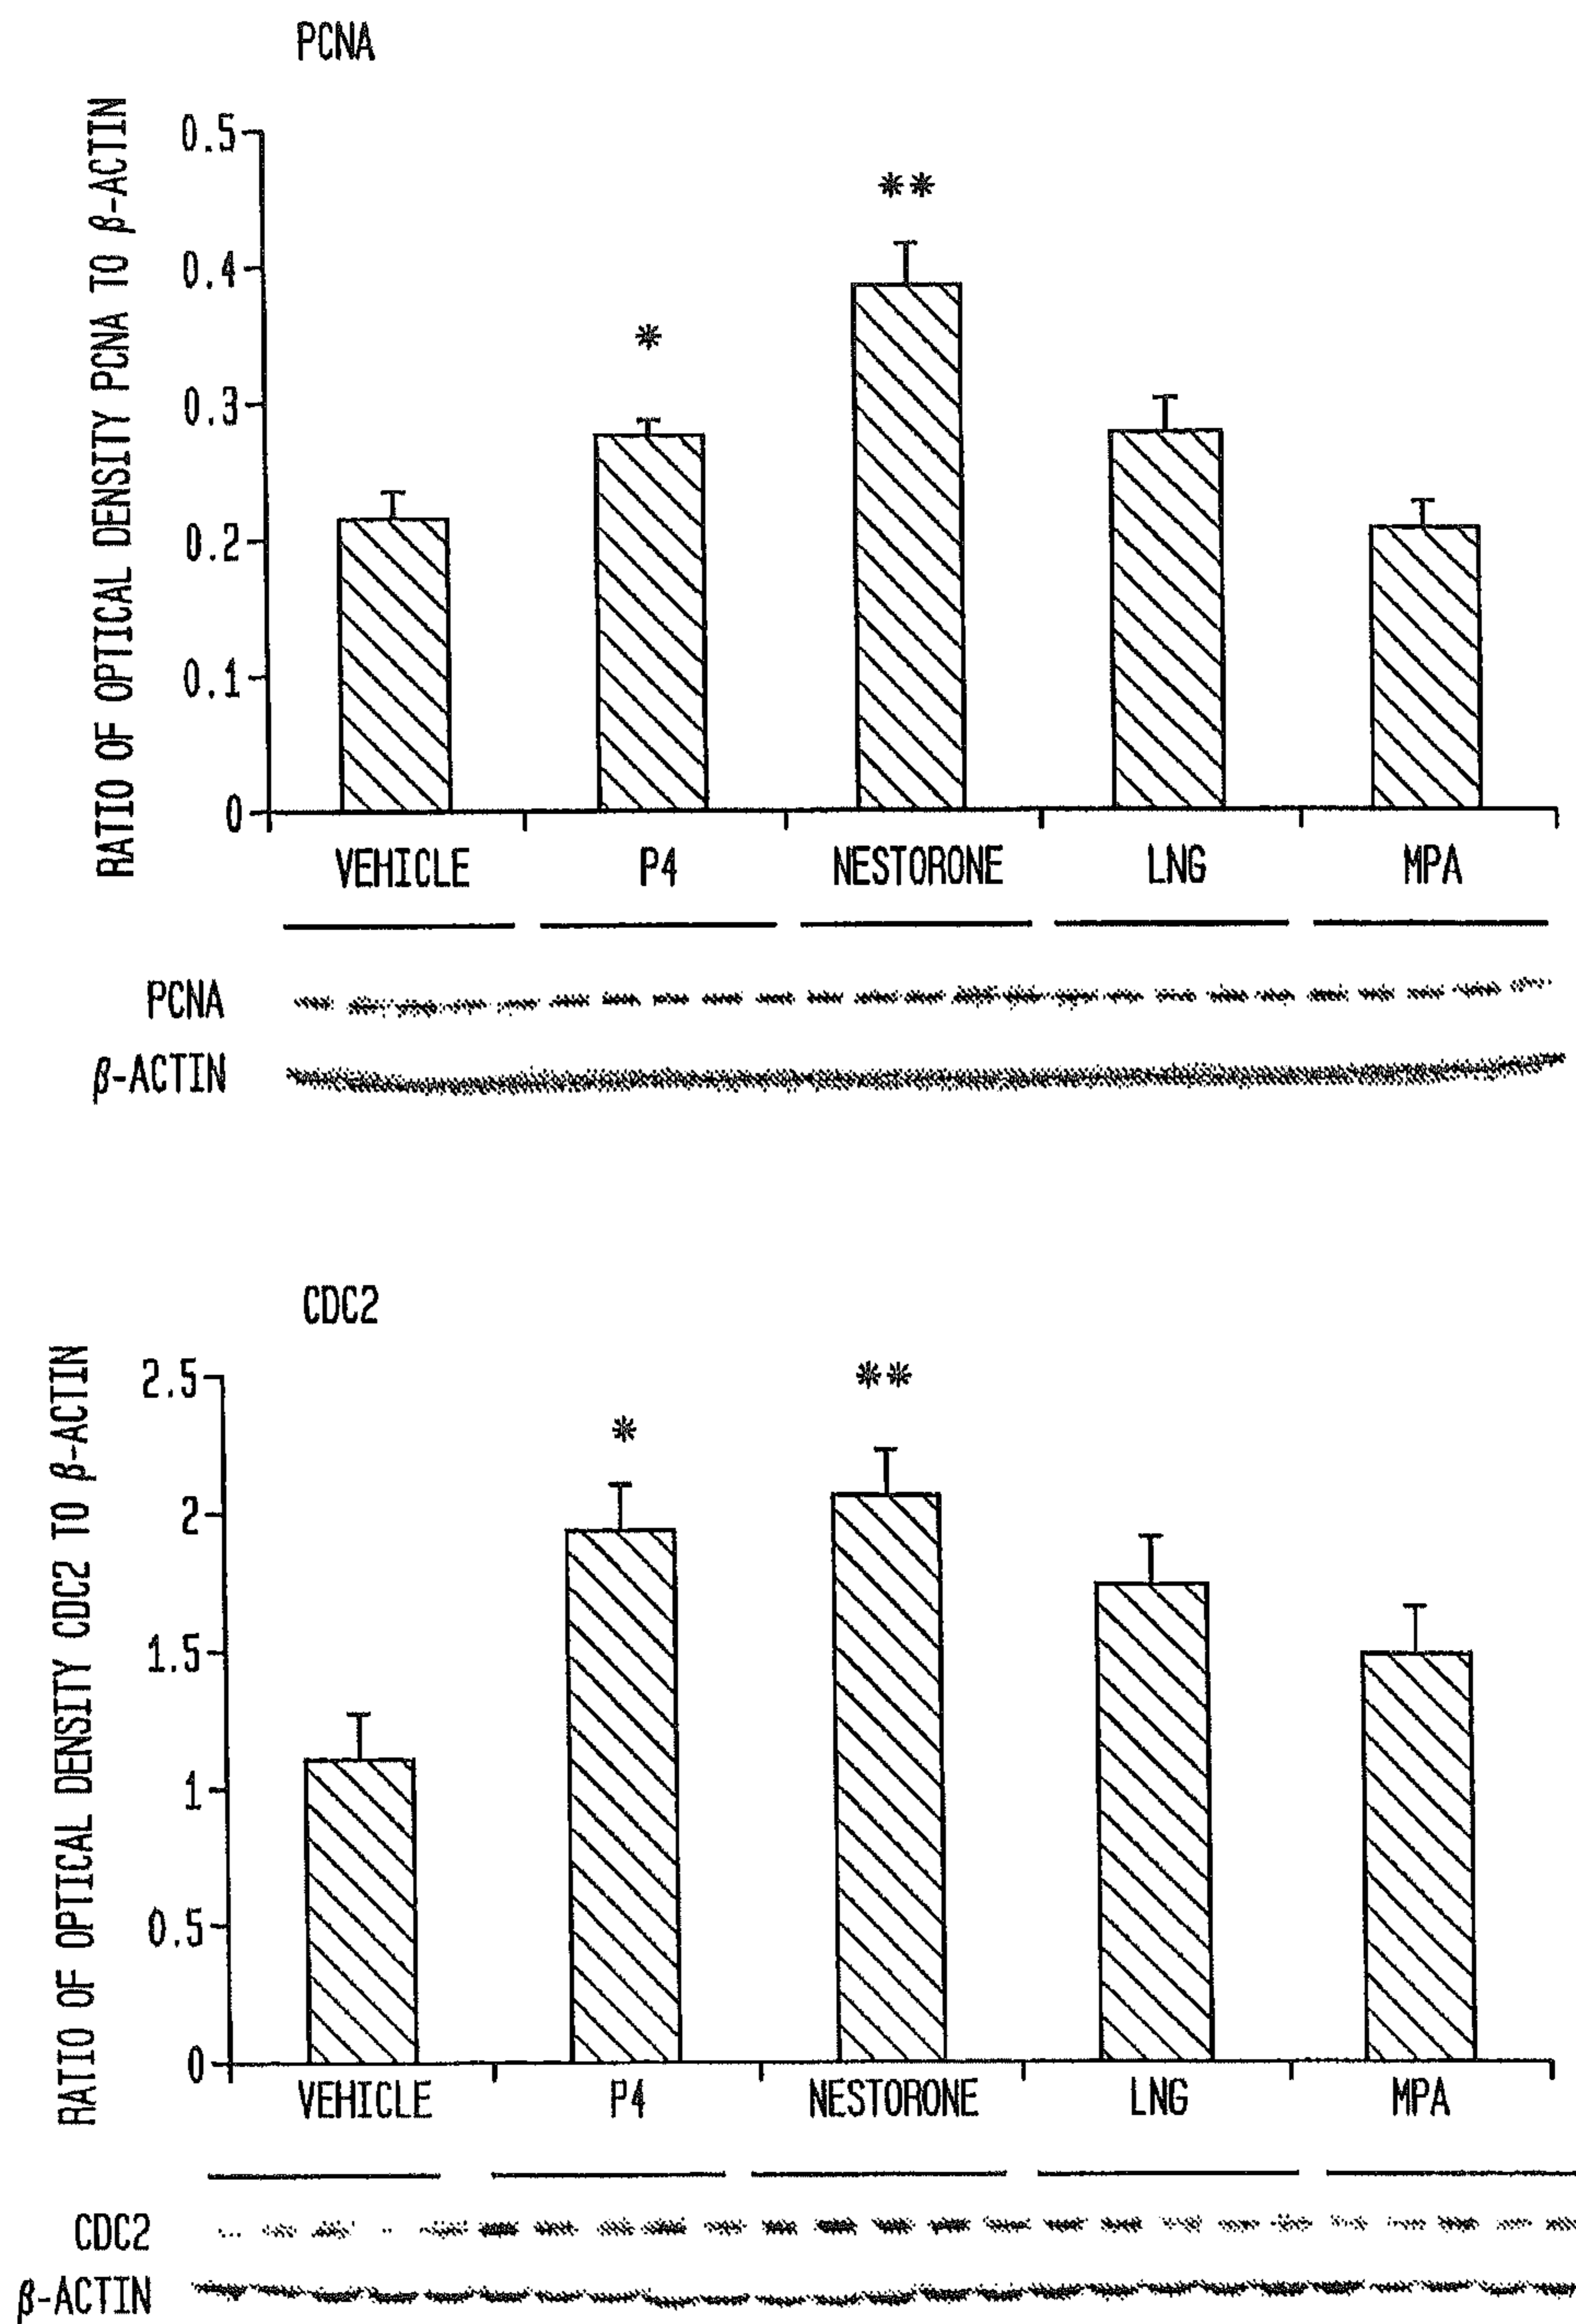 PCNA
RATIO OF OPTICAL DENSITY PCNA TO β-ACTIN
0.5
0.4
0.3
0.2
0.1
0
*
**
VEHICLE P4 NESTORONE LNG MPA
PCNA
β-ACTIN
CDC2
RATIO OF OPTICAL DENSITY CDC2 TO β-ACTIN
2.5
2
1.5
1
0.5
0
*
**
VEHICLE P4 NESTORONE LNG MPA
CDC2
β-ACTIN